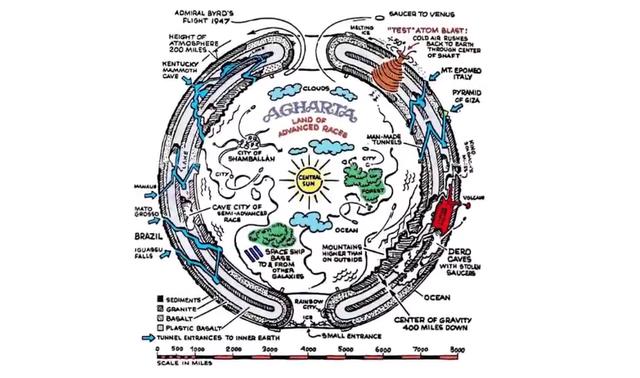 ADMIRAL BYRD'S
FLIGHT 1947
SAUCER TO VENUS
MELTING
ICE
"TEST" ATOM BLAST:
COLD AIR RUSHES
BACK TO EARTH
THROUGH CENTER
OF SHAFT
HEIGHT OF
ATMOSPHERE
200 MILES
KENTUCKY
MAMMOTH
CAVE
MT. EPOMEO
ITALY
PYRAMID
OF GIZA
CLOUDS
AGHARTA
LAND OF
ADVANCED RACES
MAN-MADE
TUNNELS
CITY OF
SHAMBALLAH
LAKE
CITY
CITY
CENTRAL
SUN
FOREST
MANAUS
MATO
GROSSO
BRAZIL
IGUASSU
FALLS
CAVE CITY OF
SEMI-ADVANCED
RACE
VOLCANO
OCEAN
SPACE SHIP
BASE
TO & FROM
OTHER
GALAXIES
MOUNTAINS
HIGHER THAN
ON OUTSIDE
DERO
CAVES
WITH STOLEN
SAUCERS
OCEAN
SEDIMENTS
GRANITE
BASALT
PLASTIC BASALT
RAINBOW
CITY
ICE
CENTER OF GRAVITY
400 MILES DOWN
TUNNEL ENTRANCES TO INNER EARTH
SMALL ENTRANCE
0 500 1000 2000 3000 4000 5000 6000 7000 8000
SCALE IN MILES